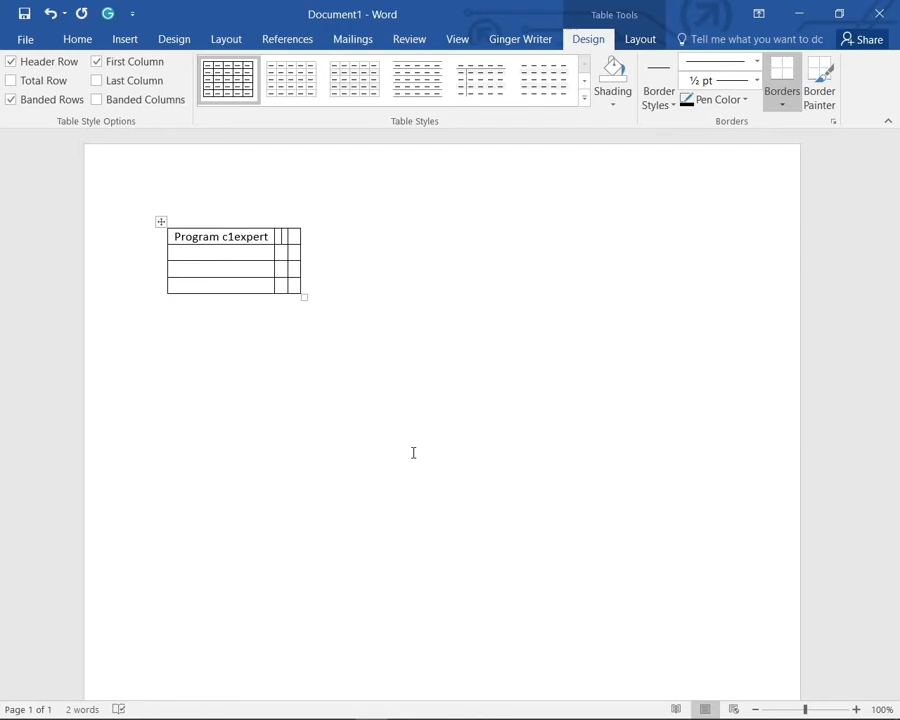 Document1 - Word
Table Tools
File
Home
Insert
Design
Layout
References
Mailings
Review
View
Ginger Writer
Design
Layout
Tell me what you want to dc
Share
Header Row
First Column
Total Row
Last Column
Banded Rows
Banded Columns
Table Style Options
Table Styles
Shading
Border
Styles
½ pt
Pen Color
Borders
Border
Painter
Borders
Program c1expert
Page 1 of 1
2 words
100%